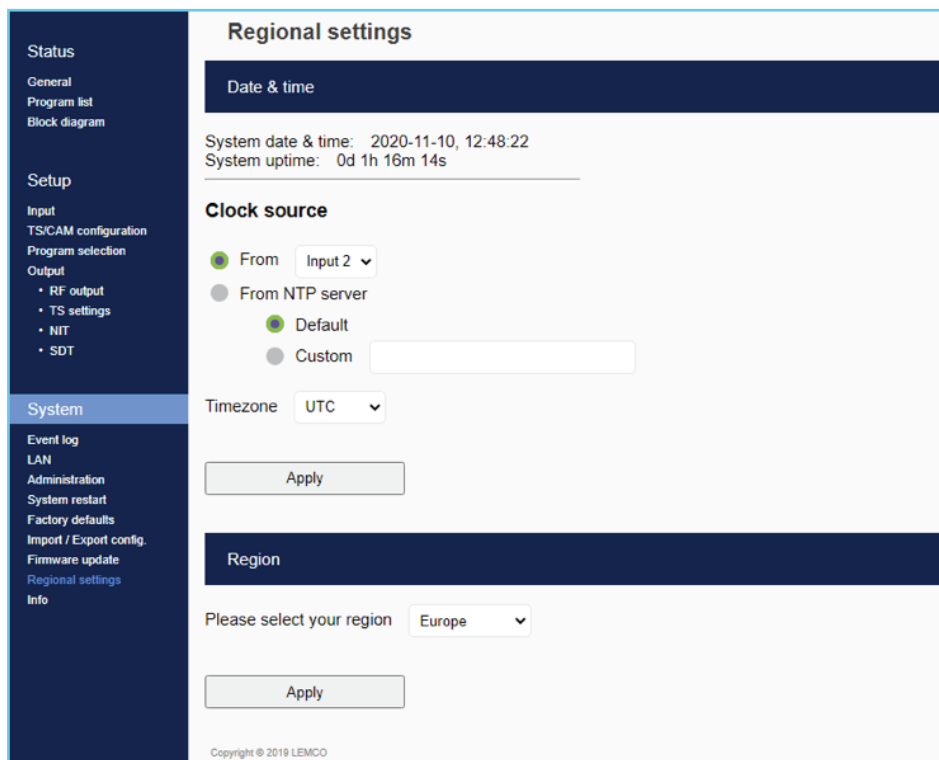 Status
General
Program list
Block diagram
Setup
Input
TS/CAM configuration
Program selection
Output
• RF output
• TS settings
• NIT
• SDT
System
Event log
LAN
Administration
System restart
Factory defaults
Import / Export config.
Firmware update
Regional settings
Info
Regional settings
Date & time
System date & time: 2020-11-10, 12:48:22
System uptime: 0d 1h 16m 14s
Clock source
From Input 2
From NTP server
Default
Custom
Timezone UTC
Apply
Region
Please select your region Europe
Apply
Copyright © 2019 LEMCO